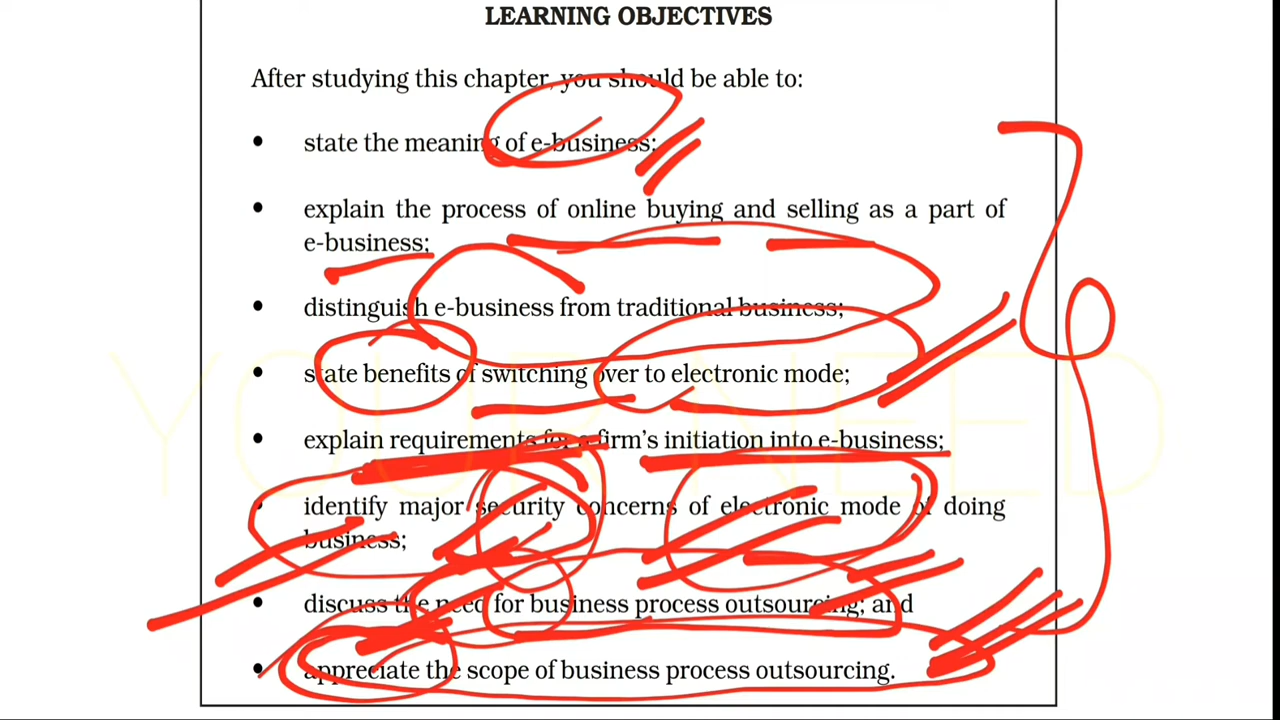 LEARNING OBJECTIVES
After studying this chapter, you should be able to:
• state the meaning of e-business;
• explain the process of online buying and selling as a part of
e-business;
• distinguish e-business from traditional business;
• state benefits of switching over to electronic mode;
• explain requirements for a firm's initiation into e-business;
• identify major security concerns of electronic mode of doing
business;
• discuss the need for business process outsourcing; and
• appreciate the scope of business process outsourcing.
YOUR NEED